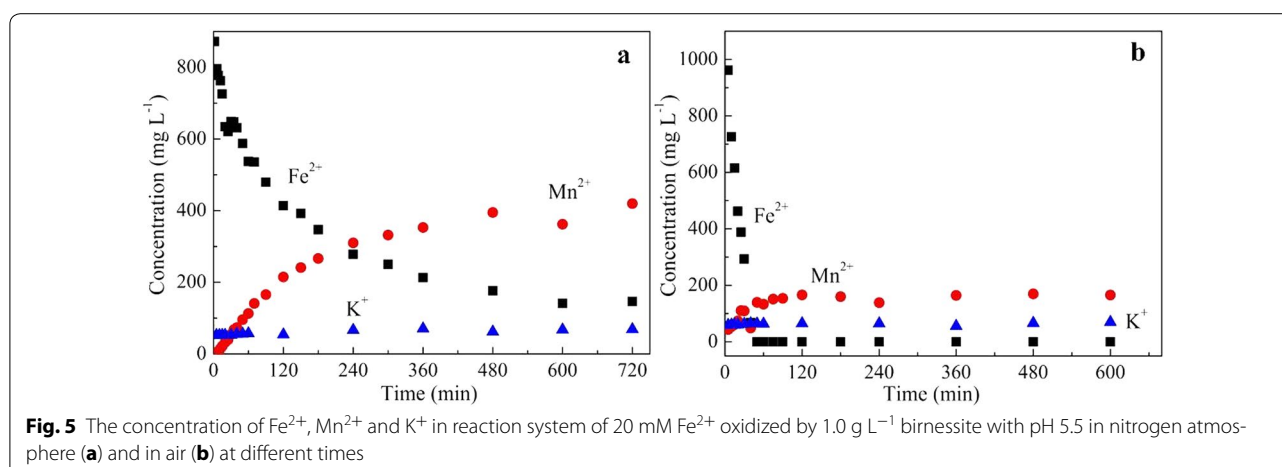 a
800
600
400
200
0
Concentration (mg L⁻¹)
Fe²⁺
Mn²⁺
K⁺
0 120 240 360 480 600 720
Time (min)
b
1000
800
600
400
200
0
Concentration (mg L⁻¹)
Fe²⁺
Mn²⁺
K⁺
0 120 240 360 480 600
Time (min)
Fig. 5 The concentration of Fe²⁺, Mn²⁺ and K⁺ in reaction system of 20 mM Fe²⁺ oxidized by 1.0 g L⁻¹ birnessite with pH 5.5 in nitrogen atmos-
phere (a) and in air (b) at different times